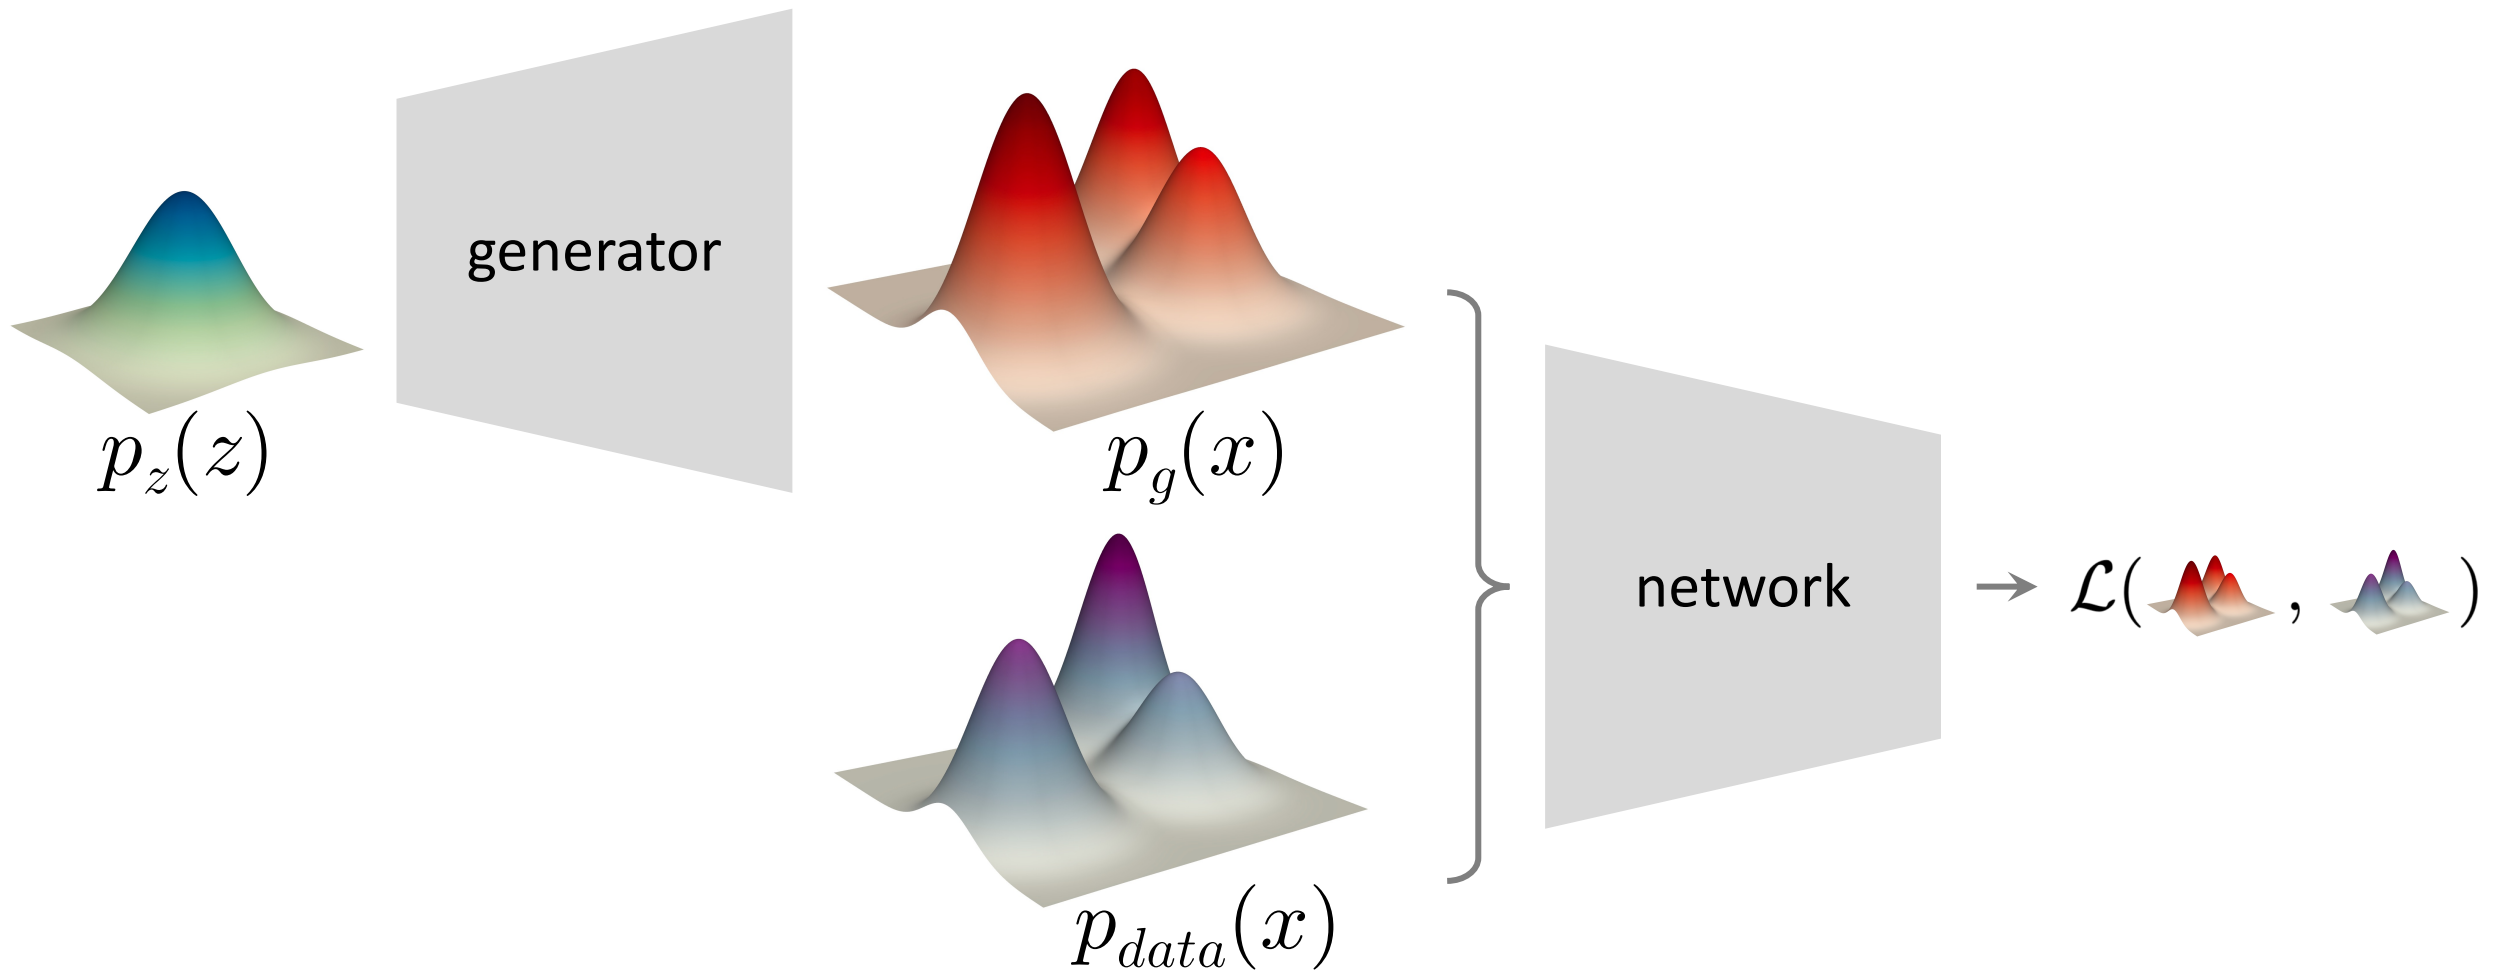 generator
p_z(z)
p_g(x)
network
ℒ( , )
p_data(x)